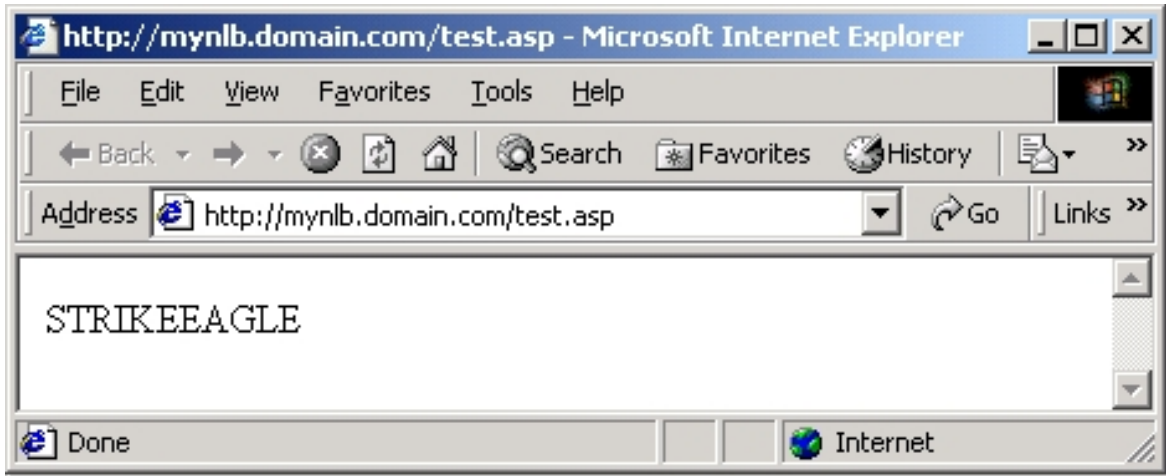 http://mynlb.domain.com/test.asp - Microsoft Internet Explorer
File Edit View Favorites Tools Help
Back Search Favorites History »
Address http://mynlb.domain.com/test.asp Go Links »
STRIKEEAGLE
Done Internet